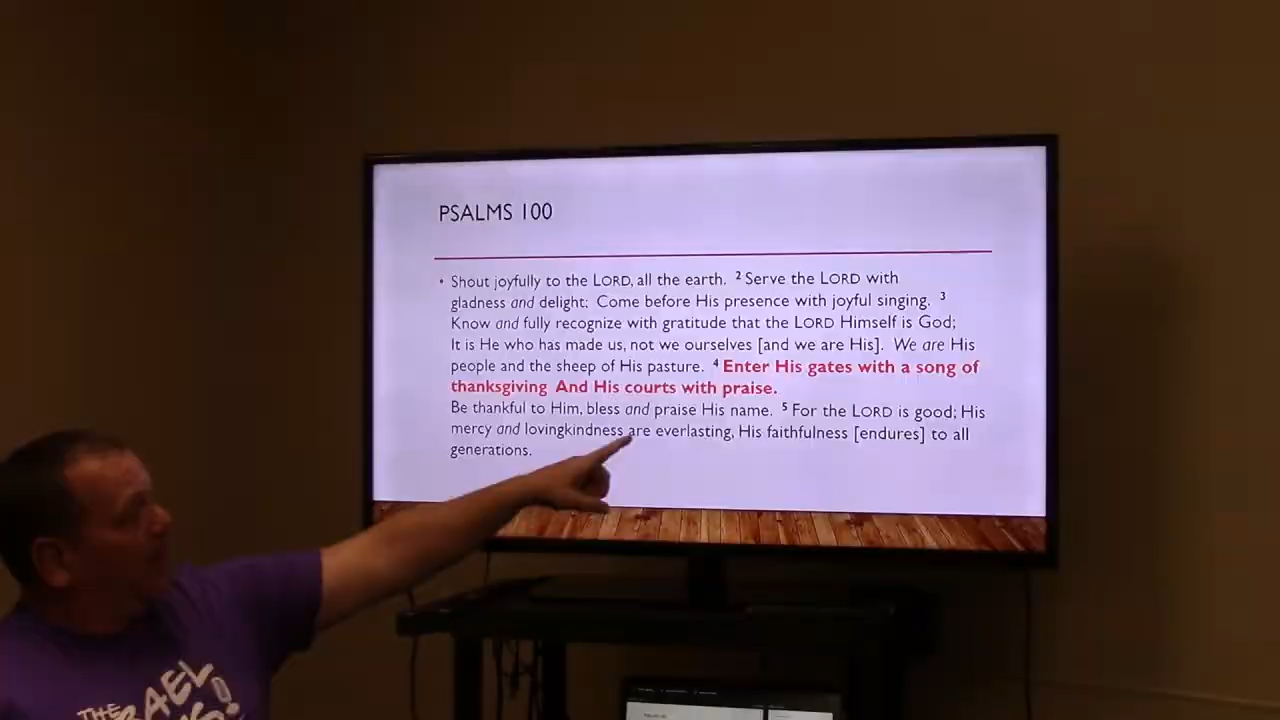 PSALMS 100
• Shout joyfully to the LORD, all the earth. 2 Serve the LORD with
gladness and delight; Come before His presence with joyful singing. 3
Know and fully recognize with gratitude that the LORD Himself is God;
It is He who has made us, not we ourselves [and we are His]. We are His
people and the sheep of His pasture. 4 Enter His gates with a song of
thanksgiving And His courts with praise.
Be thankful to Him, bless and praise His name. 5 For the LORD is good; His
mercy and lovingkindness are everlasting, His faithfulness [endures] to all
generations.
THE